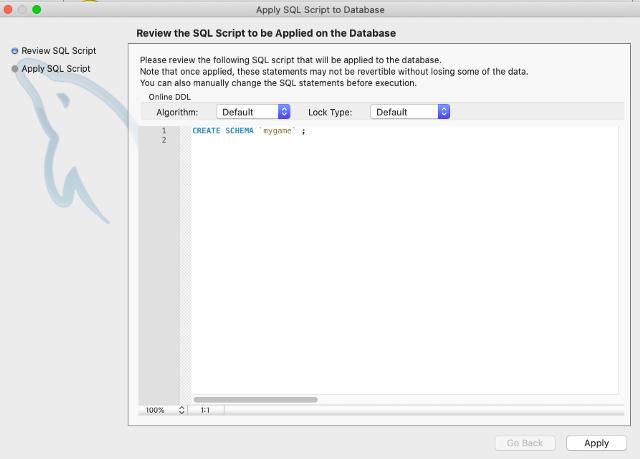 Apply SQL Script to Database
Review SQL Script
Apply SQL Script
Review the SQL Script to be Applied on the Database
Please review the following SQL script that will be applied to the database.
Note that once applied, these statements may not be revertible without losing some of the data.
You can also manually change the SQL statements before execution.
Online DDL
Algorithm: Default Lock Type: Default
1 CREATE SCHEMA `mygame` ;
2
100% 1:1
Go Back Apply